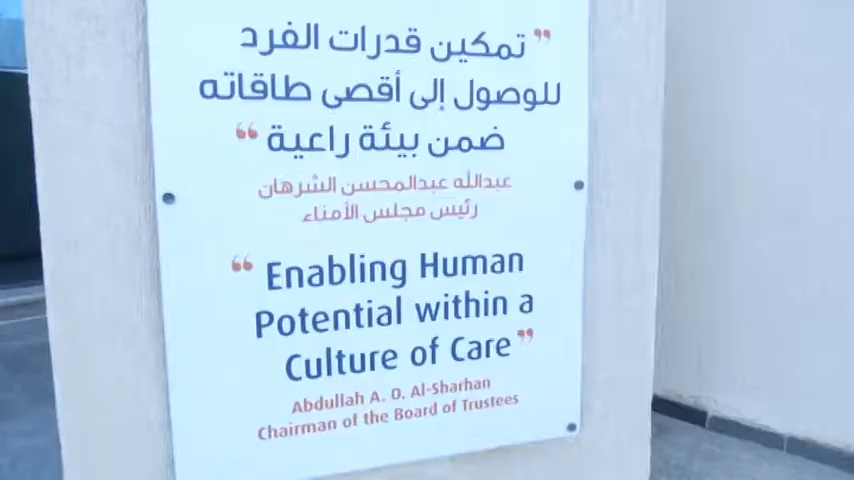 ” تمكين قدرات الفرد
للوصول إلى أقصى طاقاته
ضمن بيئة راعية “
عبدالله عبدالمحسن الشرهان
رئيس مجلس الأمناء
“ Enabling Human
Potential within a
Culture of Care ”
Abdullah A. O. Al-Sharhan
Chairman of the Board of Trustees